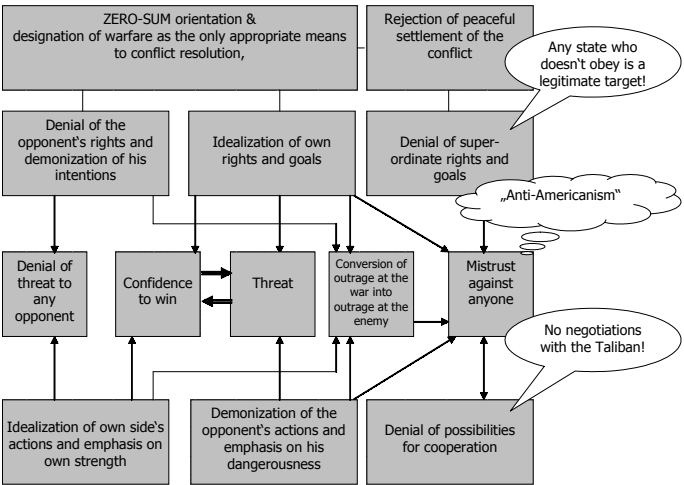 ZERO-SUM orientation &
designation of warfare as the only appropriate means
to conflict resolution,
Rejection of peaceful
settlement of the
conflict
Any state who
doesn‘t obey is a
legitimate target!
Denial of the
opponent‘s rights and
demonization of his
intentions
Idealization of own
rights and goals
Denial of super-
ordinate rights and
goals
„Anti-Americanism“
Denial of
threat to
any
opponent
Confidence
to win
Threat
Conversion of
outrage at the
war into
outrage at the
enemy
Mistrust
against
anyone
No negotiations
with the Taliban!
Idealization of own side‘s
actions and emphasis on
own strength
Demonization of the
opponent‘s actions and
emphasis on his
dangerousness
Denial of possibilities
for cooperation